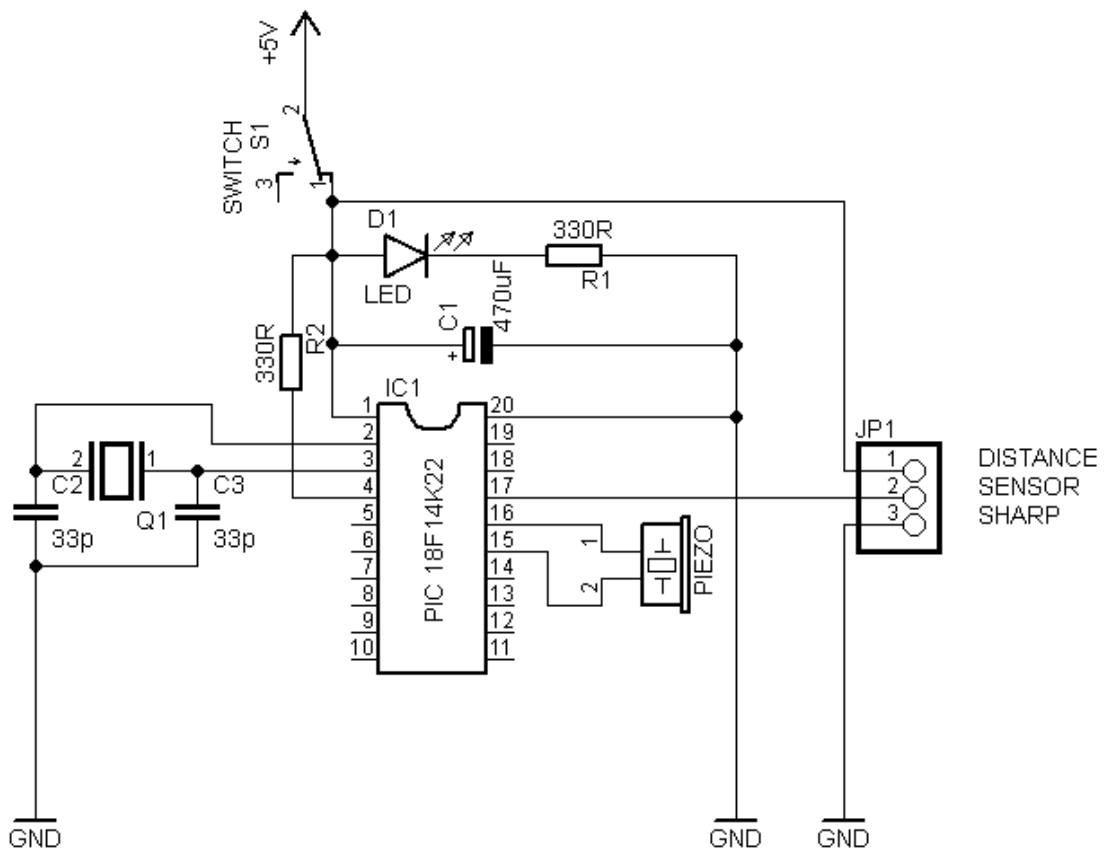 +5V
2
SWITCH
S1
3
1
D1
LED
330R
R1
330R
R2
C1
+
470uF
IC1
PIC 18F14K22
1
2
3
4
5
6
7
8
9
10
20
19
18
17
16
15
14
13
12
11
2
1
C2
Q1
C3
33p
33p
1
2
PIEZO
JP1
1
2
3
DISTANCE
SENSOR
SHARP
GND
GND
GND